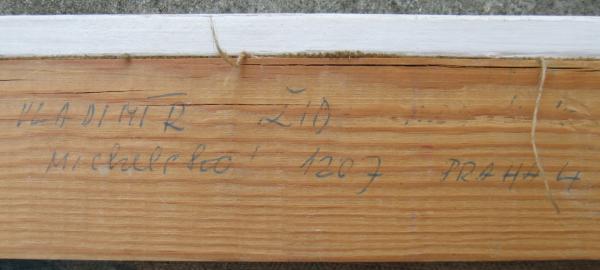 VLADIMÍR ŽID
Michelská 1207 PRAHA 4